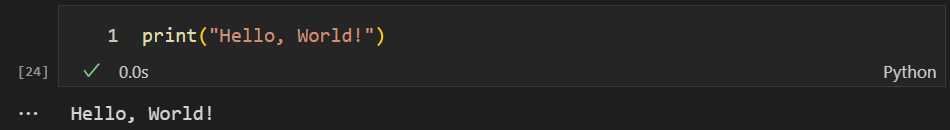 1 print("Hello, World!")
[24] ✓ 0.0s Python
... Hello, World!